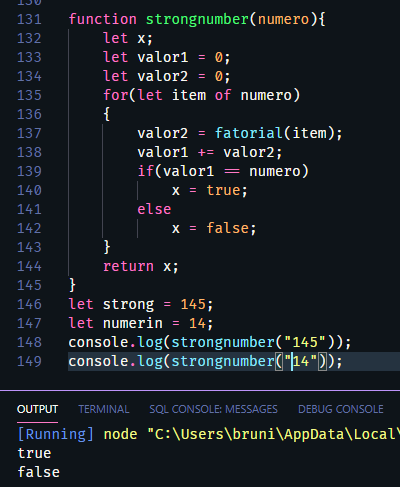 131 function strongnumber(numero){
132 let x;
133 let valor1 = 0;
134 let valor2 = 0;
135 for(let item of numero)
136 {
137 valor2 = fatorial(item);
138 valor1 += valor2;
139 if(valor1 == numero)
140 x = true;
141 else
142 x = false;
143 }
144 return x;
145 }
146 let strong = 145;
147 let numerin = 14;
148 console.log(strongnumber("145"));
149 console.log(strongnumber("14"));
OUTPUT TERMINAL SQL CONSOLE: MESSAGES DEBUG CONSOLE
[Running] node "C:\Users\bruni\AppData\Local\
true
false